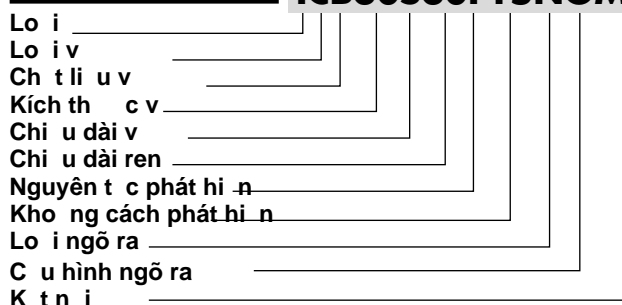 Lo i
Lo i v
Ch t li u v
Kích th c v
Chi u dài v
Chi u dài ren
Nguyên t c phát hi n
Kho ng cách phát hi n
Lo i ngõ ra
C u hình ngõ ra
K t n i